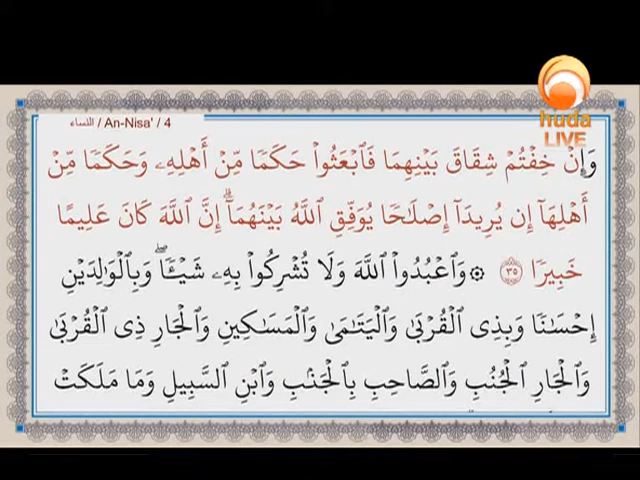 النساء / An-Nisa' / 4
huda
LIVE
وَإِنْ خِفْتُمْ شِقَاقَ بَيْنِهِمَا فَٱبْعَثُوا۟ حَكَمًا مِّنْ أَهْلِهِۦ وَحَكَمًا مِّنْ
أَهْلِهَآ إِن يُرِيدَآ إِصْلَٰحًا يُوَفِّقِ ٱللَّهُ بَيْنَهُمَآ ۗ إِنَّ ٱللَّهَ كَانَ عَلِيمًا
خَبِيرًا ٣٥ ۞ وَٱعْبُدُوا۟ ٱللَّهَ وَلَا تُشْرِكُوا۟ بِهِۦ شَيْـًٔا ۖ وَبِٱلْوَٰلِدَيْنِ
إِحْسَٰنًا وَبِذِى ٱلْقُرْبَىٰ وَٱلْيَتَٰمَىٰ وَٱلْمَسَٰكِينِ وَٱلْجَارِ ذِى ٱلْقُرْبَىٰ
وَٱلْجَارِ ٱلْجُنُبِ وَٱلصَّاحِبِ بِٱلْجَنۢبِ وَٱبْنِ ٱلسَّبِيلِ وَمَا مَلَكَتْ